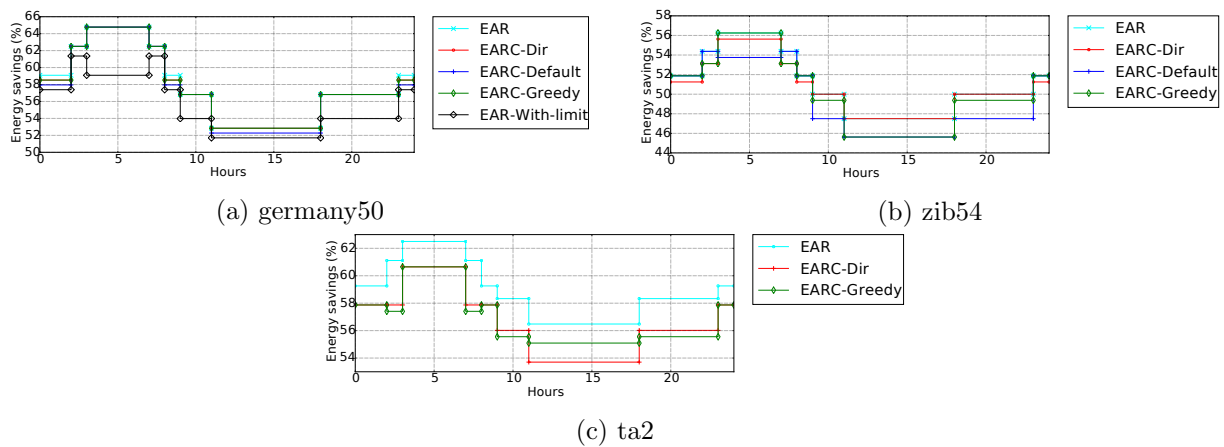 66
64
62
60
58
56
54
52
50
0
5
10
15
20
Hours
Energy savings (%)
EAR
EARC-Dir
EARC-Default
EARC-Greedy
EAR-With-limit
(a) germany50
58
56
54
52
50
48
46
44
0
5
10
15
20
Hours
Energy savings (%)
EAR
EARC-Dir
EARC-Default
EARC-Greedy
(b) zib54
62
60
58
56
54
0
5
10
15
20
Hours
Energy savings (%)
EAR
EARC-Dir
EARC-Greedy
(c) ta2